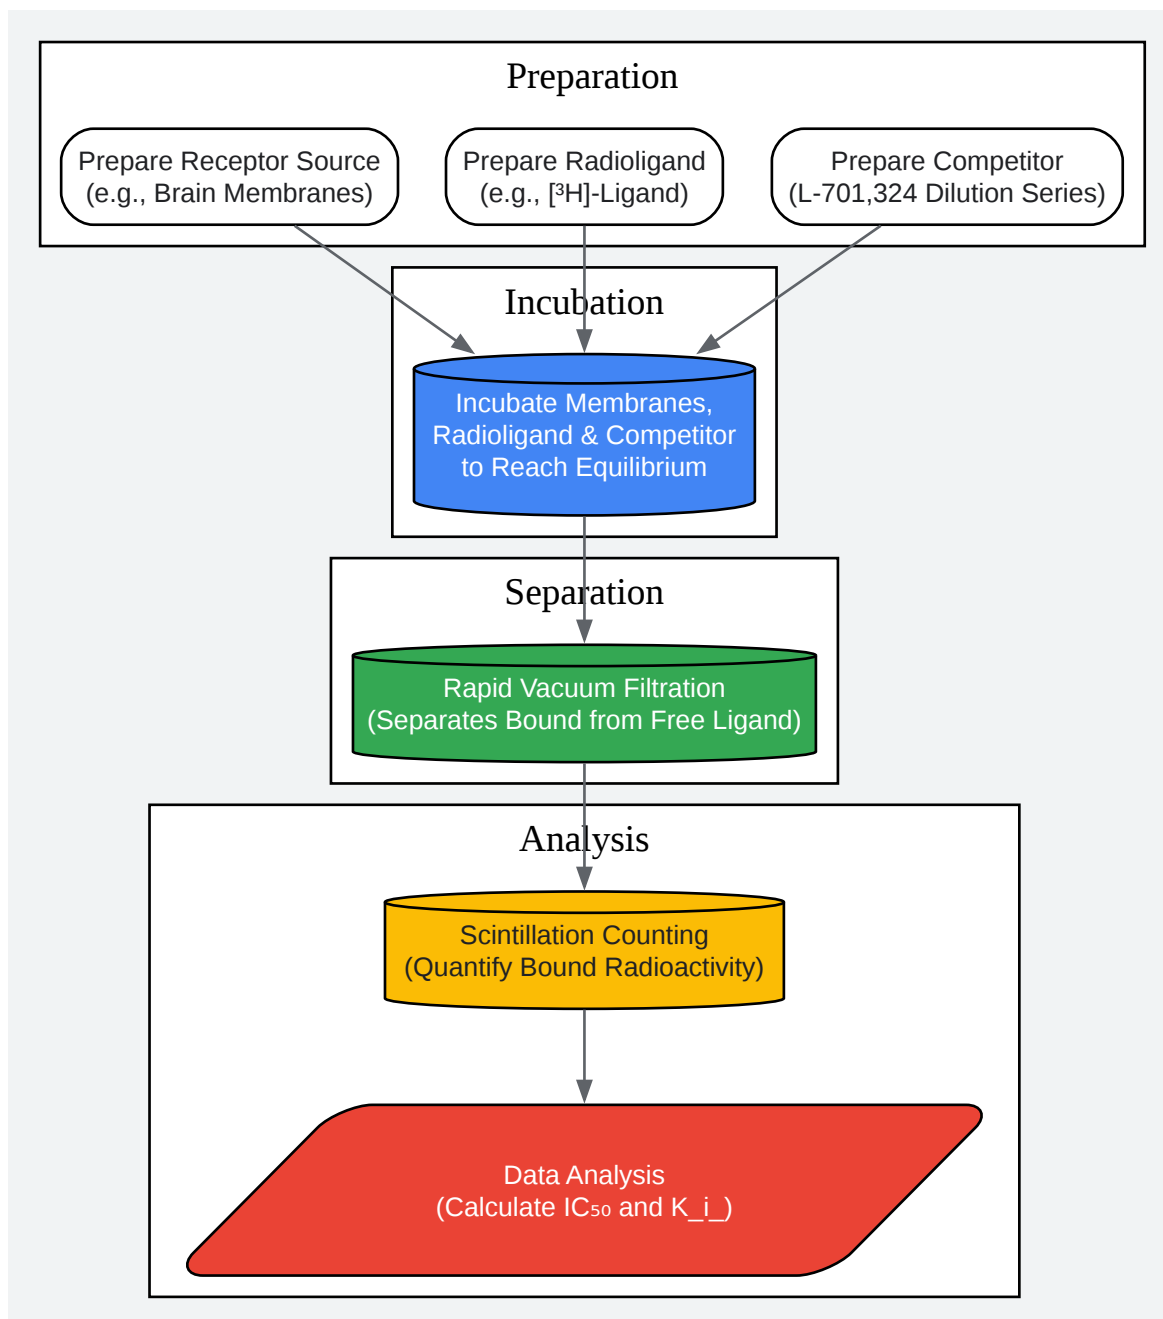 Preparation
Prepare Receptor Source
(e.g., Brain Membranes)
Prepare Radioligand
(e.g., [³H]-Ligand)
Prepare Competitor
(L-701,324 Dilution Series)
Incubation
Incubate Membranes,
Radioligand & Competitor
to Reach Equilibrium
Separation
Rapid Vacuum Filtration
(Separates Bound from Free Ligand)
Analysis
Scintillation Counting
(Quantify Bound Radioactivity)
Data Analysis
(Calculate IC₅₀ and K_i_)